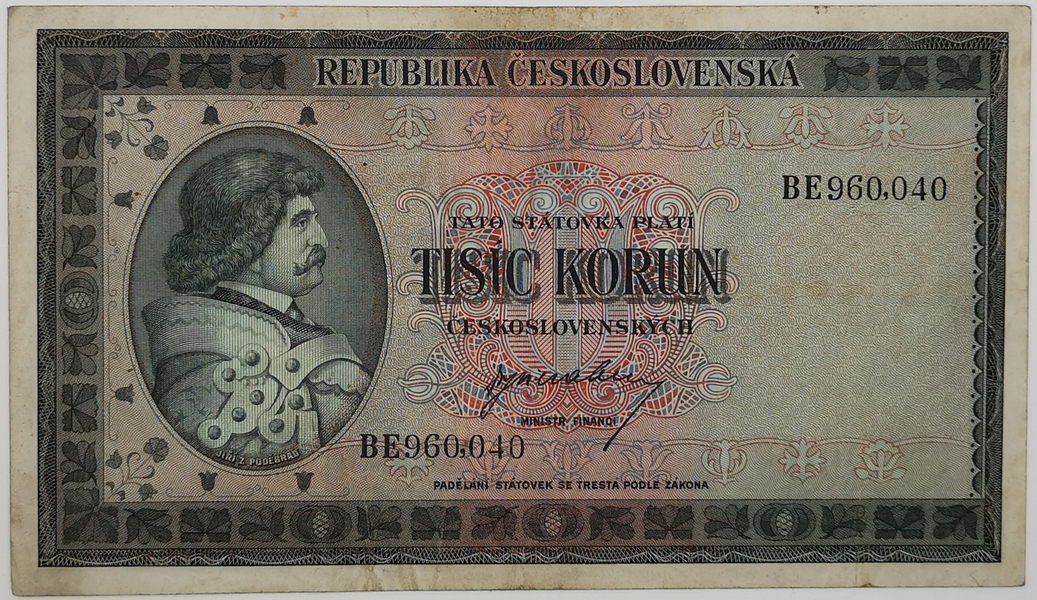 REPUBLIKA ČESKOSLOVENSKÁ
BE960,040
TATO STÁTOVKA PLATÍ
TISÍC KORUN
ČESKOSLOVENSKÝCH
MINISTR FINANCÍ
BE960,040
JIŘÍ Z PODĚBRAD
PADĚLÁNÍ STÁTOVEK SE TRESTÁ PODLE ZÁKONA